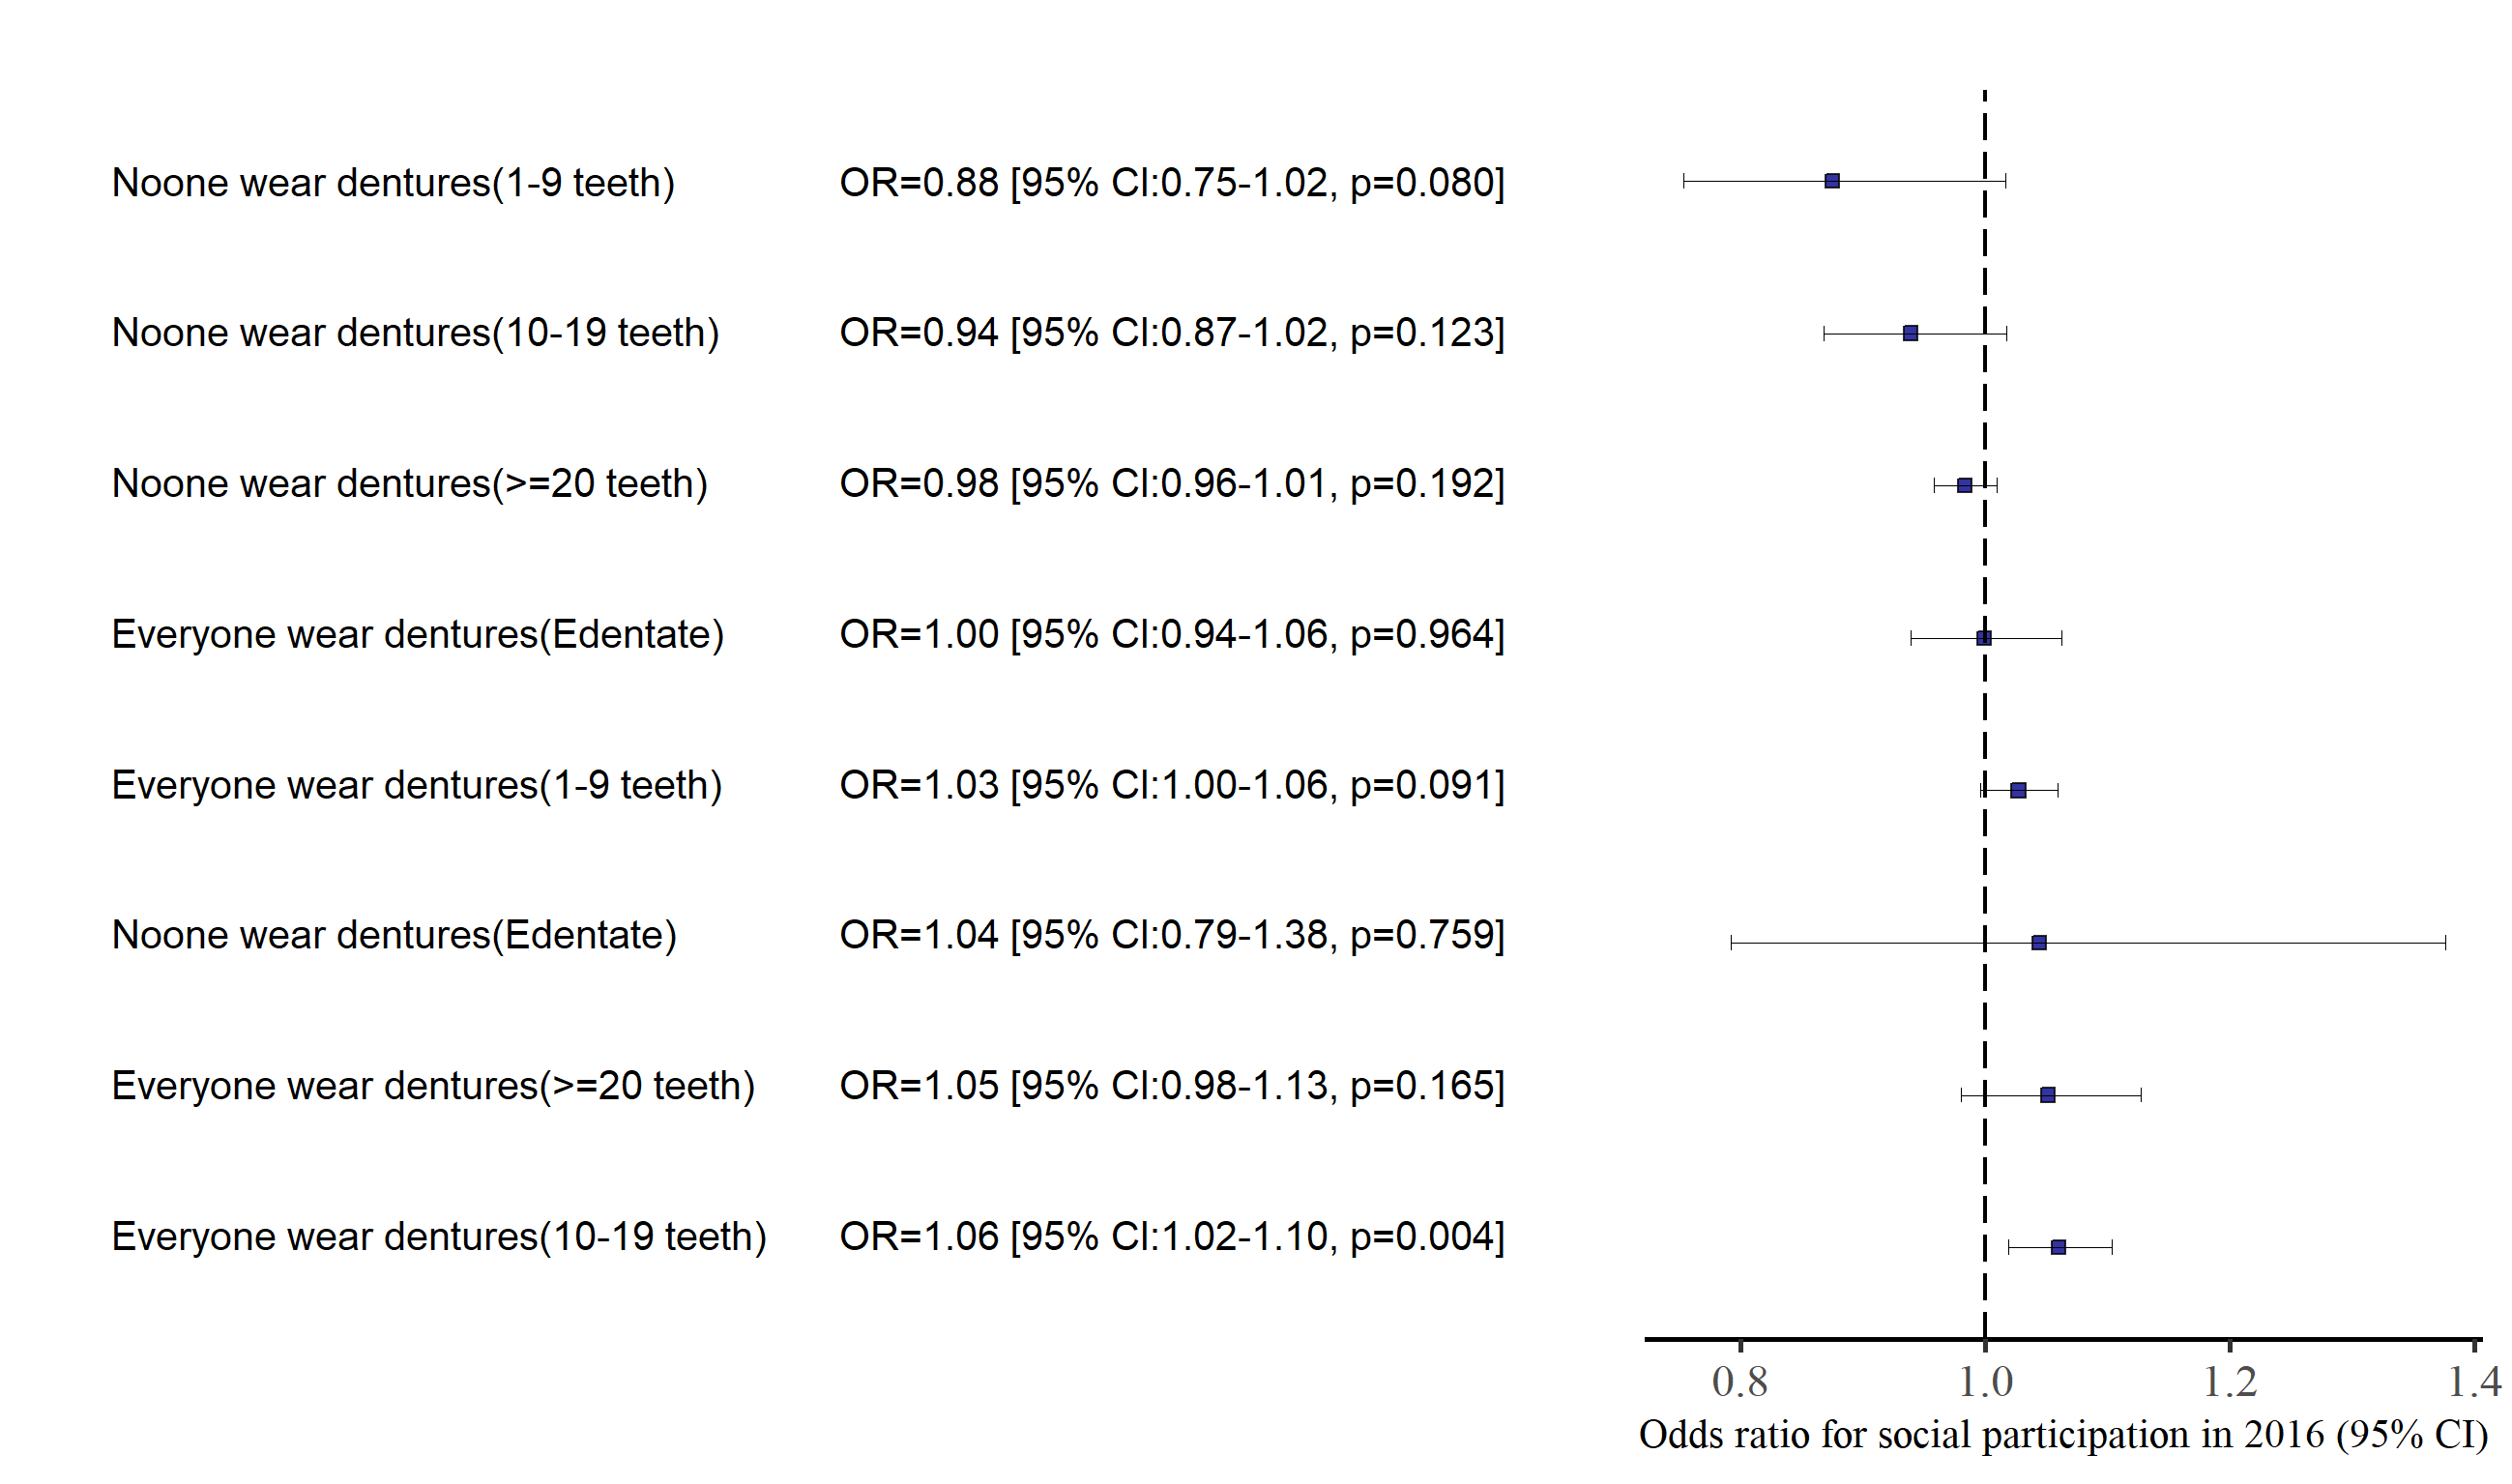 Noone wear dentures(1-9 teeth) OR=0.88 [95% CI:0.75-1.02, p=0.080]
Noone wear dentures(10-19 teeth) OR=0.94 [95% CI:0.87-1.02, p=0.123]
Noone wear dentures(>=20 teeth) OR=0.98 [95% CI:0.96-1.01, p=0.192]
Everyone wear dentures(Edentate) OR=1.00 [95% CI:0.94-1.06, p=0.964]
Everyone wear dentures(1-9 teeth) OR=1.03 [95% CI:1.00-1.06, p=0.091]
Noone wear dentures(Edentate) OR=1.04 [95% CI:0.79-1.38, p=0.759]
Everyone wear dentures(>=20 teeth) OR=1.05 [95% CI:0.98-1.13, p=0.165]
Everyone wear dentures(10-19 teeth) OR=1.06 [95% CI:1.02-1.10, p=0.004]
0.8 1.0 1.2 1.4
Odds ratio for social participation in 2016 (95% CI)